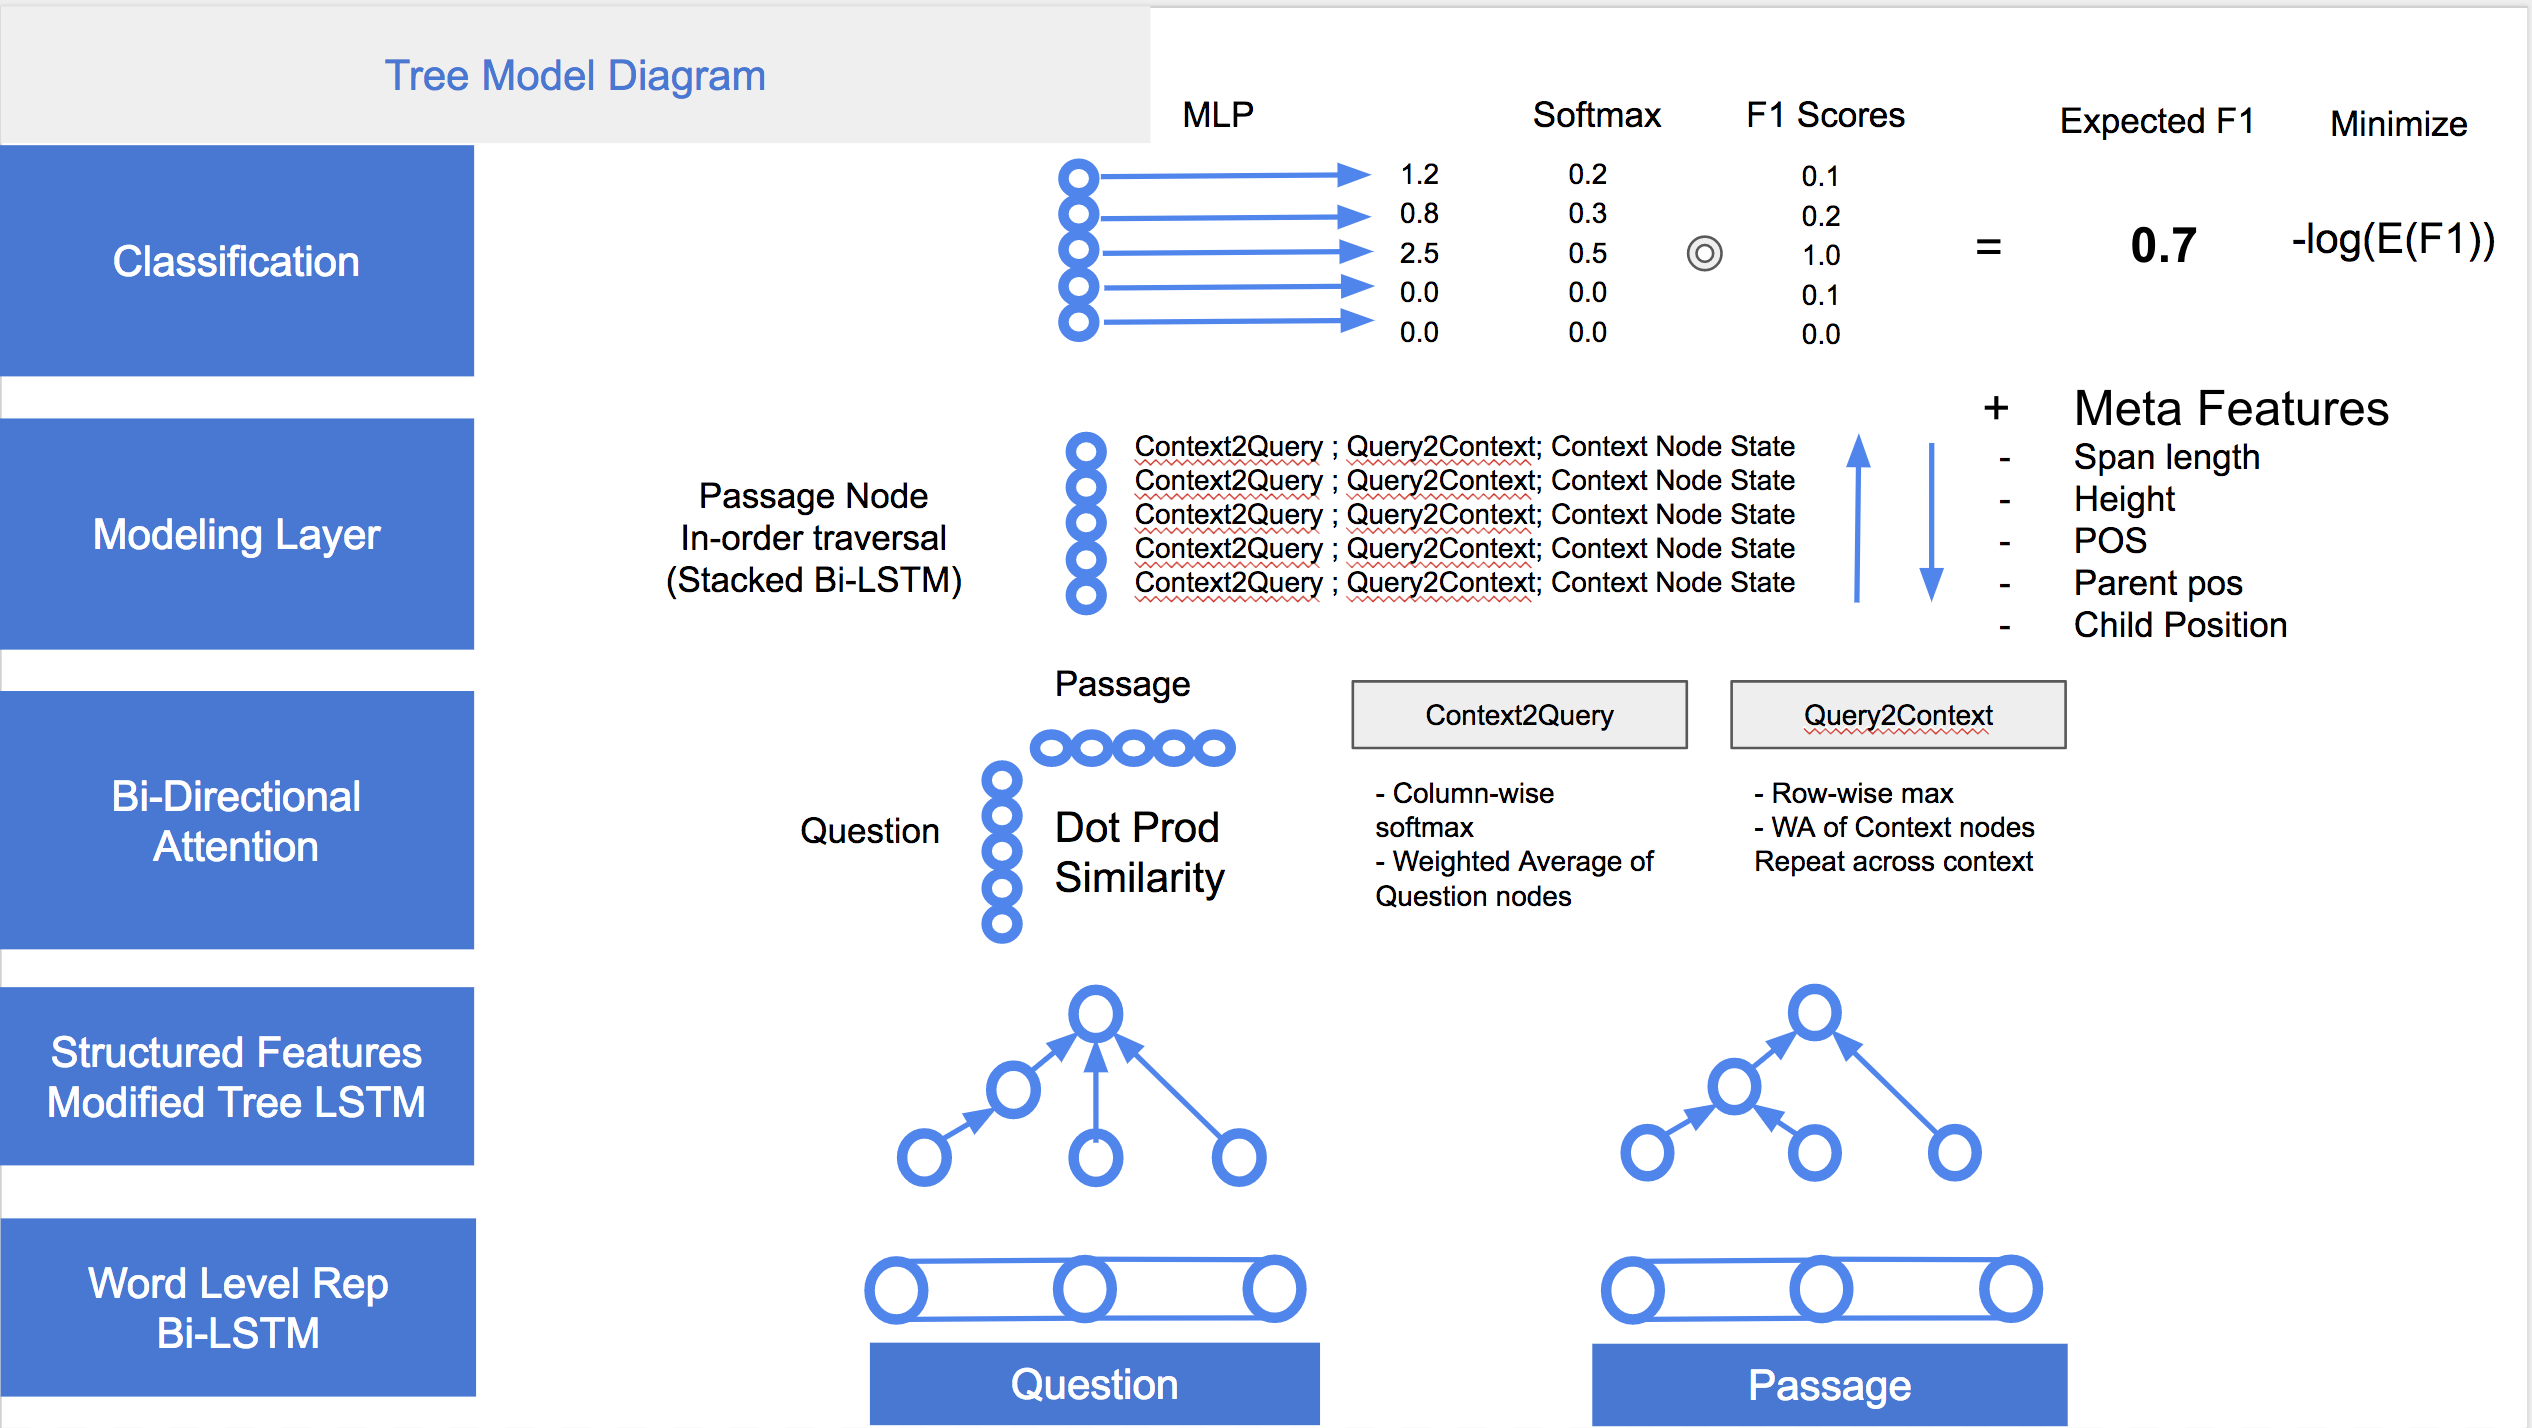 Tree Model Diagram
MLP
Softmax
F1 Scores
Expected F1
Minimize
Classification
1.2
0.8
2.5
0.0
0.0
0.2
0.3
0.5
0.0
0.0
0.1
0.2
1.0
0.1
0.0
=
0.7
-log(E(F1))
Modeling Layer
Passage Node
In-order traversal
(Stacked Bi-LSTM)
Context2Query ; Query2Context; Context Node State
Context2Query ; Query2Context; Context Node State
Context2Query ; Query2Context; Context Node State
Context2Query ; Query2Context; Context Node State
Context2Query ; Query2Context; Context Node State
+ Meta Features
- Span length
- Height
- POS
- Parent pos
- Child Position
Bi-Directional
Attention
Passage
Question
Dot Prod
Similarity
Context2Query
- Column-wise
softmax
- Weighted Average of
Question nodes
Query2Context
- Row-wise max
- WA of Context nodes
Repeat across context
Structured Features
Modified Tree LSTM
Word Level Rep
Bi-LSTM
Question
Passage